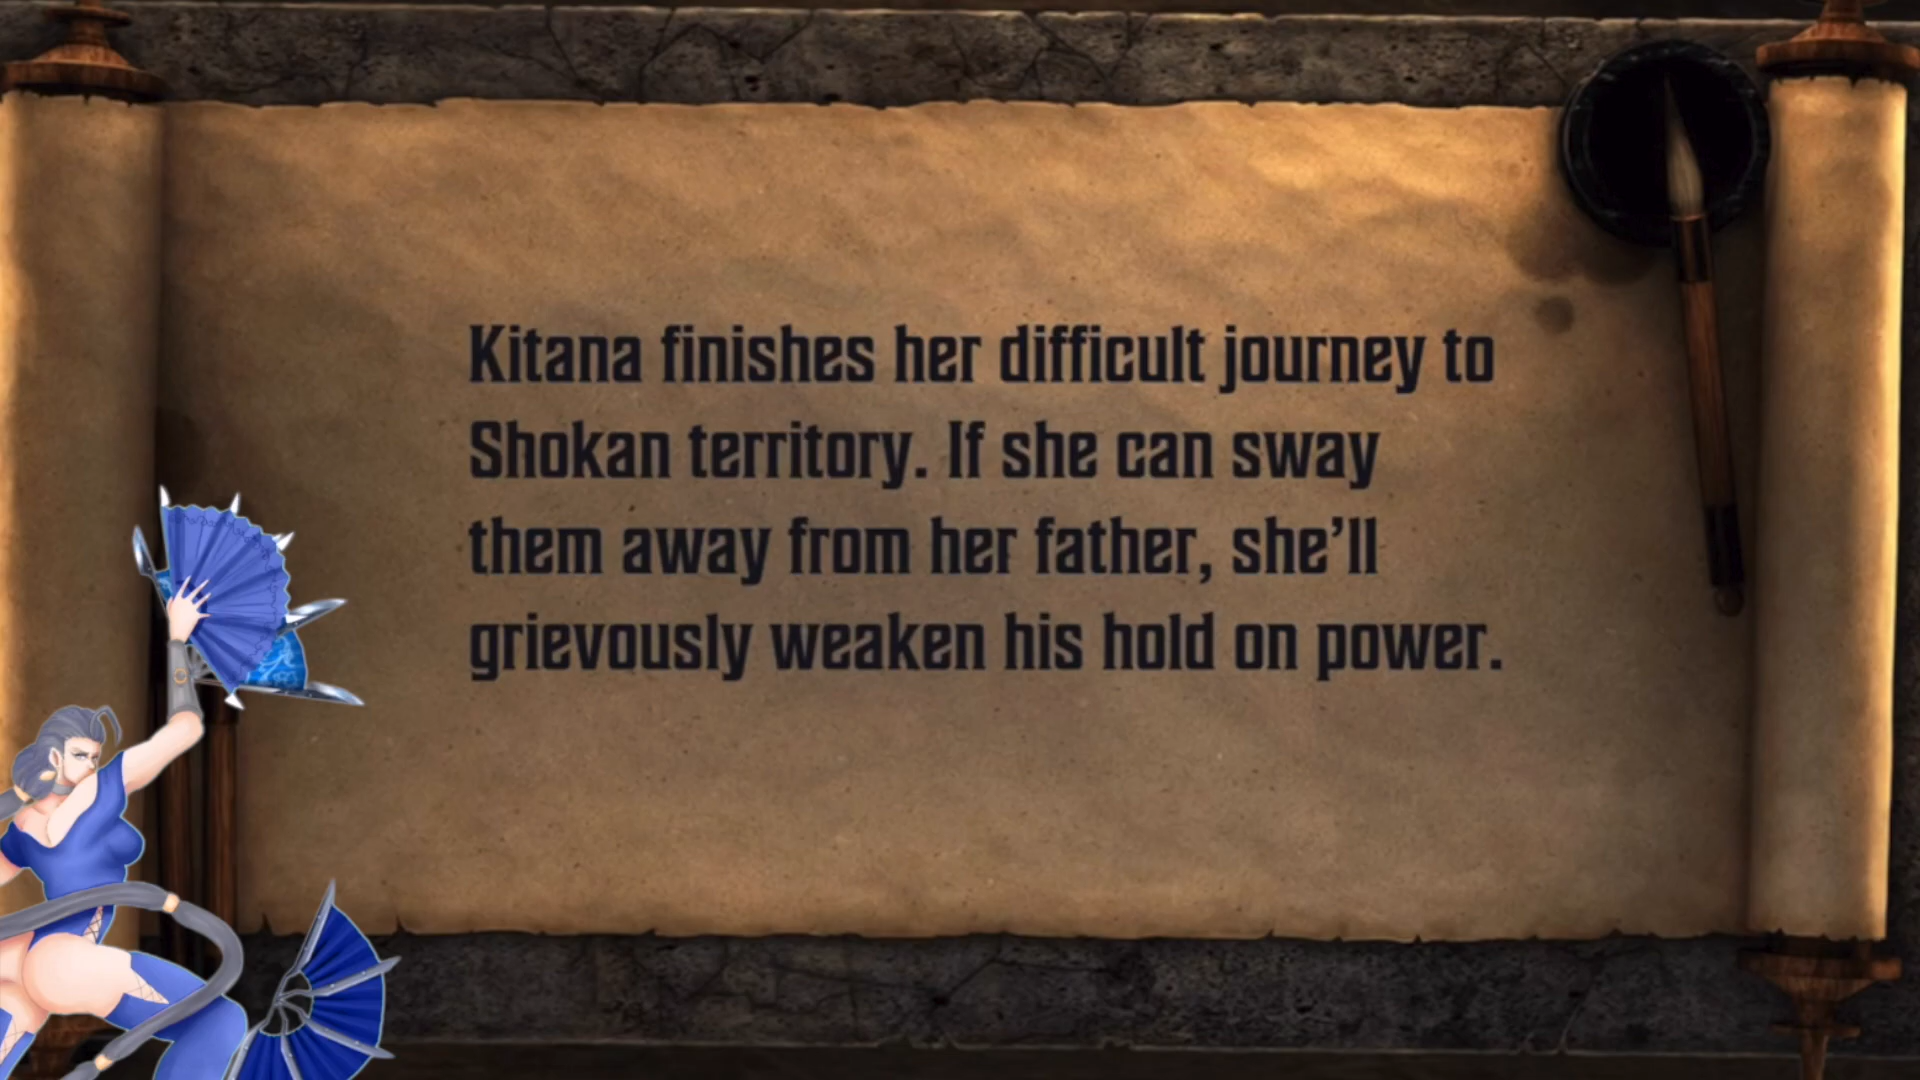 Kitana finishes her difficult journey to
Shokan territory. If she can sway
them away from her father, she’ll
grievously weaken his hold on power.